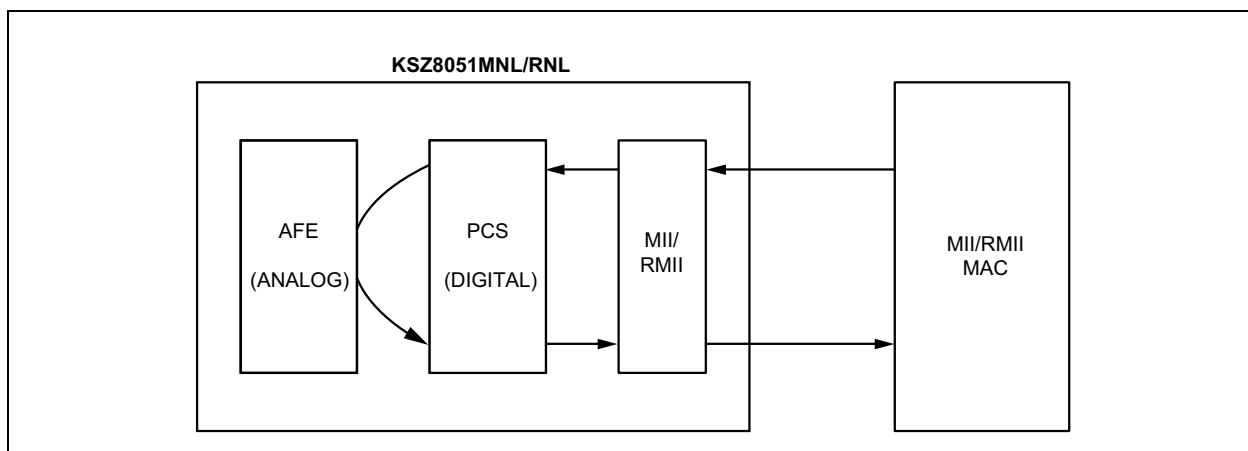 KSZ8051MNL/RNL
AFE
(ANALOG)
PCS
(DIGITAL)
MII/
RMII
MII/RMII
MAC